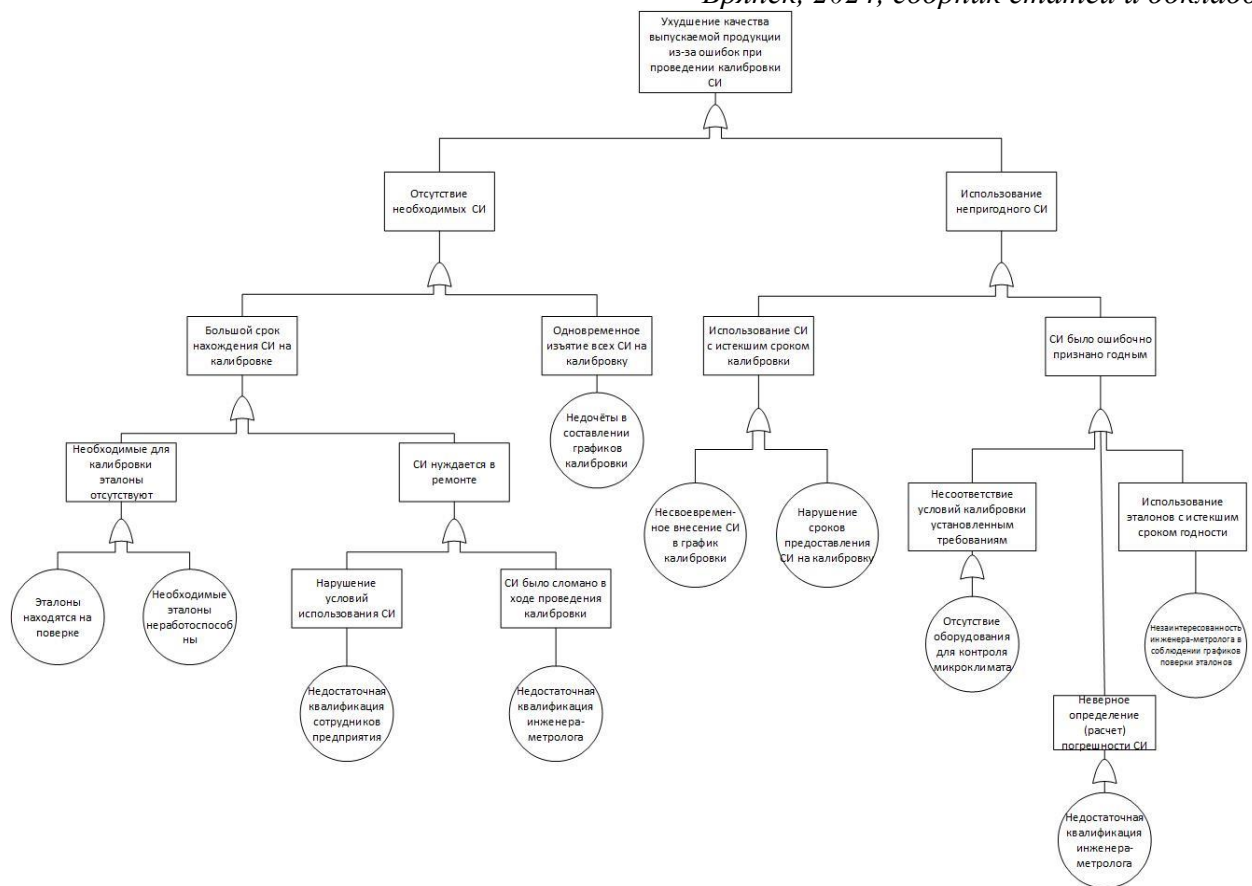 Брянск, 2024, сборник статей и докладо
Ухудшение качества
выпускаемой продукции
из-за ошибок при
проведении калибровки
СИ
Отсутствие
необходимых СИ
Использование
непригодного СИ
Большой срок
нахождения СИ на
калибровке
Одновременное
изъятие всех СИ на
калибровку
Использование СИ
с истекшим сроком
калибровки
СИ было ошибочно
признано годным
Недочёты в
составлении
графиков
калибровки
Необходимые для
калибровки
эталоны
отсутствуют
СИ нуждается в
ремонте
Несвоевремен-
ное внесение СИ
в график
калибровки
Нарушение
сроков
предоставления
СИ на калибровку
Несоответствие
условий калибровки
установленным
требованиям
Использование
эталонов с истекшим
сроком годности
Эталоны
находятся на
поверке
Необходимые
эталоны
неработоспособ
ны
Нарушение
условий
использования СИ
СИ было сломано в
ходе проведения
калибровки
Отсутствие
оборудования
для контроля
микроклимата
Незаинтересованность
инженера-метролога в
соблюдении графиков
поверки эталонов
Недостаточная
квалификация
сотрудников
предприятия
Недостаточная
квалификация
инженера-
метролога
Неверное
определение
(расчет)
погрешности СИ
Недостаточная
квалификация
инженера-
метролога